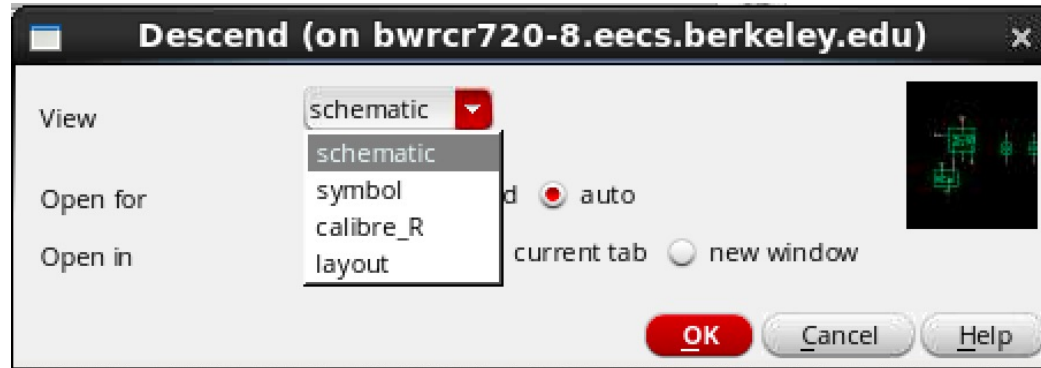 Descend (on bwrcr720-8.eecs.berkeley.edu)
View schematic
schematic
symbol
calibre_R
layout
Open for d auto
Open in current tab new window
OK Cancel Help